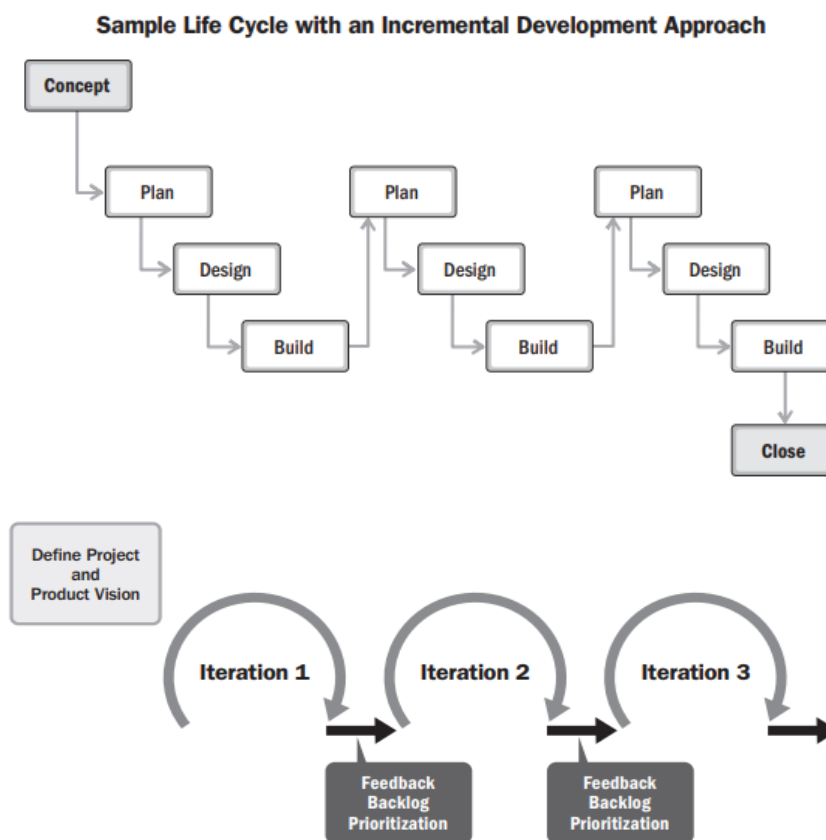 Sample Life Cycle with an Incremental Development Approach
Concept
Plan
Plan
Plan
Design
Design
Design
Build
Build
Build
Close
Define Project
and
Product Vision
Iteration 1
Iteration 2
Iteration 3
Feedback
Backlog
Prioritization
Feedback
Backlog
Prioritization